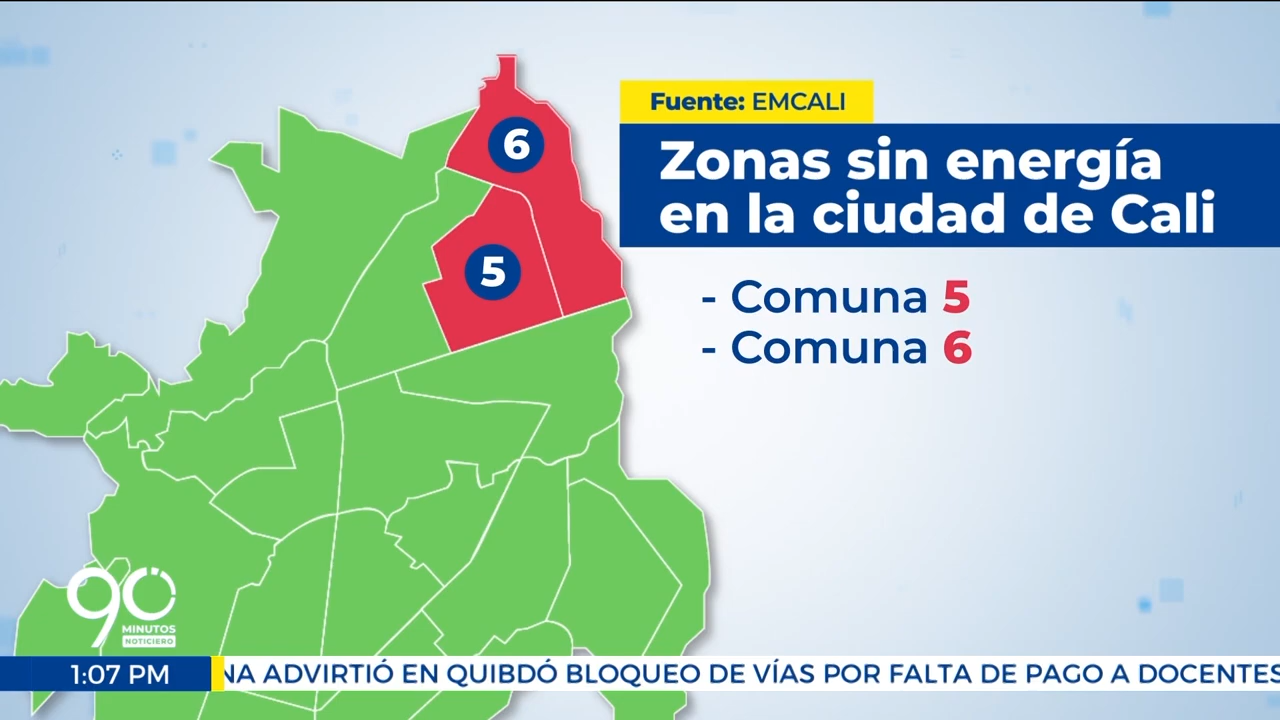 Fuente: EMCALI
Zonas sin energía
en la ciudad de Cali
- Comuna 5
- Comuna 6
6
5
90
MINUTOS
NOTICIERO
1:07 PM
NA ADVIRTIÓ EN QUIBDÓ BLOQUEO DE VÍAS POR FALTA DE PAGO A DOCENTES